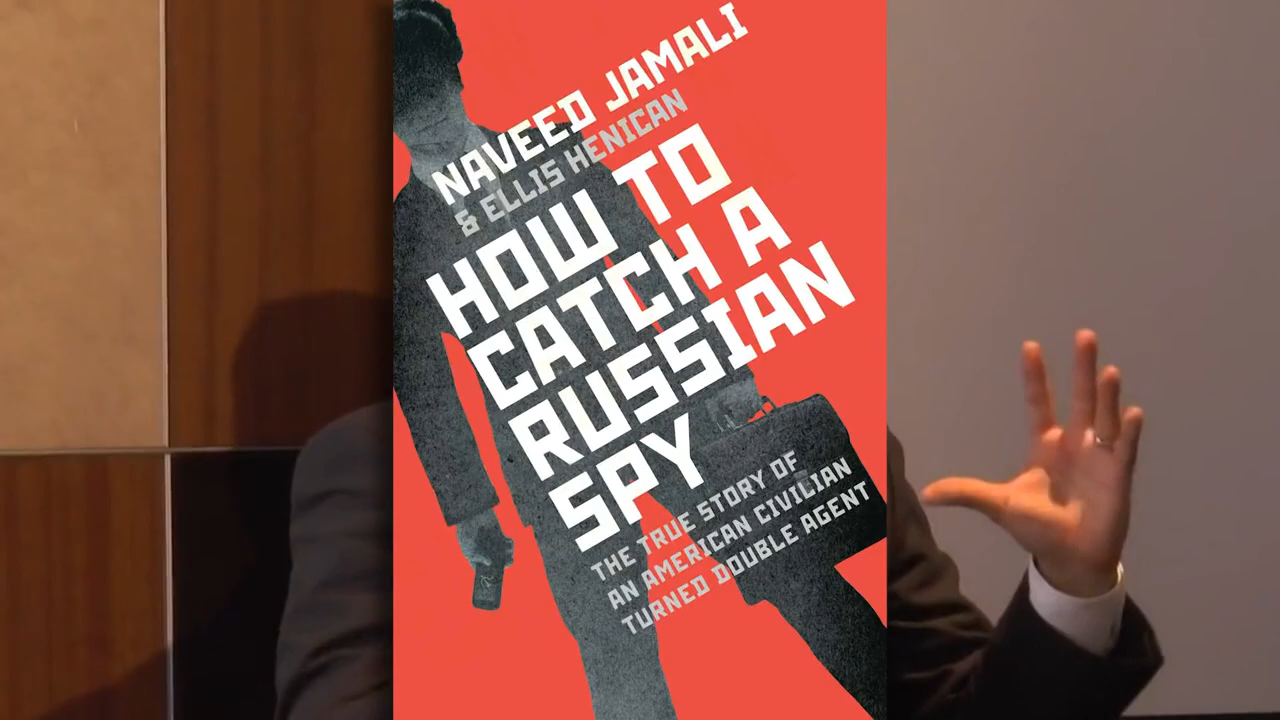 NAVEED JAMALI
& ELLIS HENICAN
HOW TO
CATCH A
RUSSIAN
SPY
THE TRUE STORY OF
AN AMERICAN CIVILIAN
TURNED DOUBLE AGENT